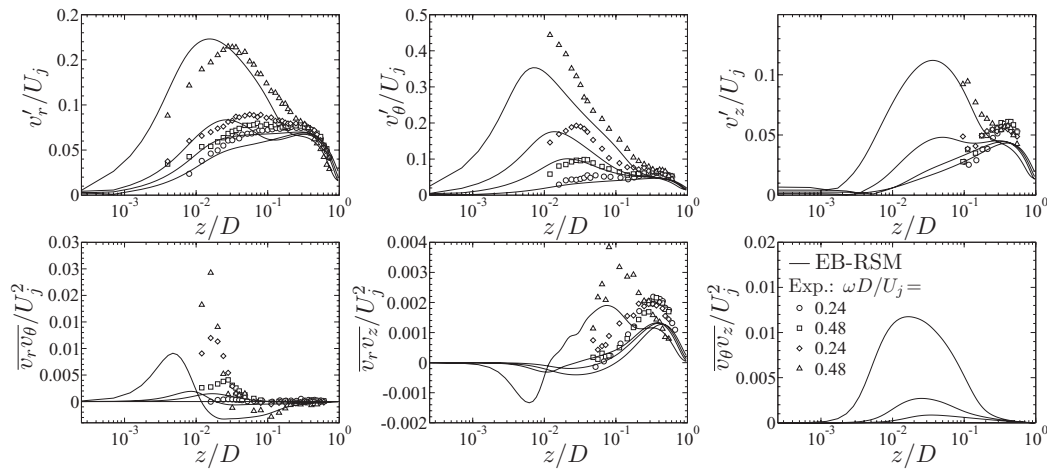 v′_r/U_j
0.2
0.2
0.1
0.05
0
10^-3 10^-2 10^-1 10^0
z/D
v′_θ/U_j
0.5
0.4
0.3
0.2
0.1
0
10^-3 10^-2 10^-1 10^0
z/D
v′_z/U_j
0.1
0.05
0
10^-3 10^-2 10^-1 10^0
z/D
\overline{v_r v_θ}/U_j^2
0.03
0.03
0.02
0.01
0.01
0.005
0.000
10^-3 10^-2 10^-1 10^0
z/D
\overline{v_r v_z}/U_j^2
0.004
0.003
0.002
0.001
0.000
-0.001
-0.002
10^-3 10^-2 10^-1 10^0
z/D
\overline{v_θ v_z}/U_j^2
0.02
0.01
0.01
0.005
0
10^-3 10^-2 10^-1 10^0
z/D
EB-RSM
Exp.: ωD/U_j=
0.24
0.48
0.24
0.48